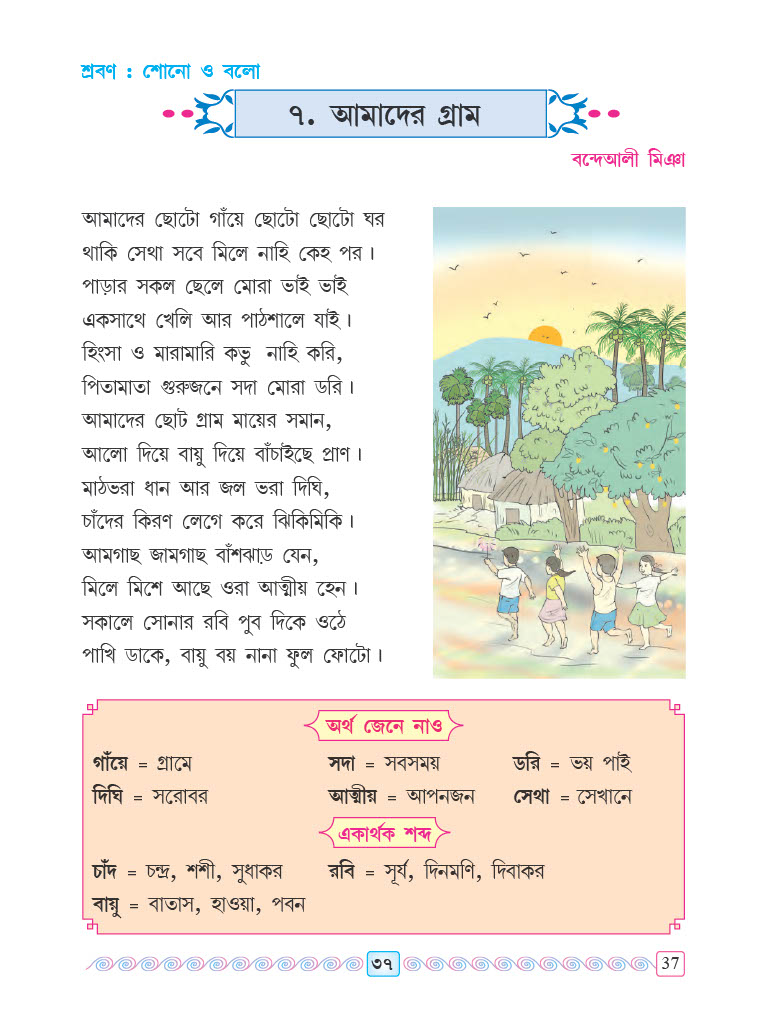 শ্রবণ : শোনো ও বলো
৭. আমাদের গ্রাম
বন্দেআলী মিঞা
আমাদের ছোটো গাঁয়ে ছোটো ছোটো ঘর
থাকি সেথা সবে মিলে নাহি কেহ পর।
পাড়ার সকল ছেলে মোরা ভাই ভাই
একসাথে খেলি আর পাঠশালে যাই।
হিংসা ও মারামারি কভু নাহি করি,
পিতামাতা গুরুজনে সদা মোরা ডরি।
আমাদের ছোট গ্রাম মায়ের সমান,
আলো দিয়ে বায়ু দিয়ে বাঁচাইছে প্রাণ।
মাঠভরা ধান আর জল ভরা দিঘি,
চাঁদের কিরণ লেগে করে ঝিকিমিকি।
আমগাছ জামগাছ বাঁশঝাড় যেন,
মিলে মিশে আছে ওরা আত্মীয় হেন।
সকালে সোনার রবি পুব দিকে ওঠে
পাখি ডাকে, বায়ু বয় নানা ফুল ফোটো।
অর্থ জেনে নাও
গাঁয়ে = গ্রামে সদা = সবসময় ডরি = ভয় পাই
দিঘি = সরোবর আত্মীয় = আপনজন সেথা = সেখানে
একার্থক শব্দ
চাঁদ = চন্দ্র, শশী, সুধাকর রবি = সূর্য, দিনমণি, দিবাকর
বায়ু = বাতাস, হাওয়া, পবন
৩৭ 37